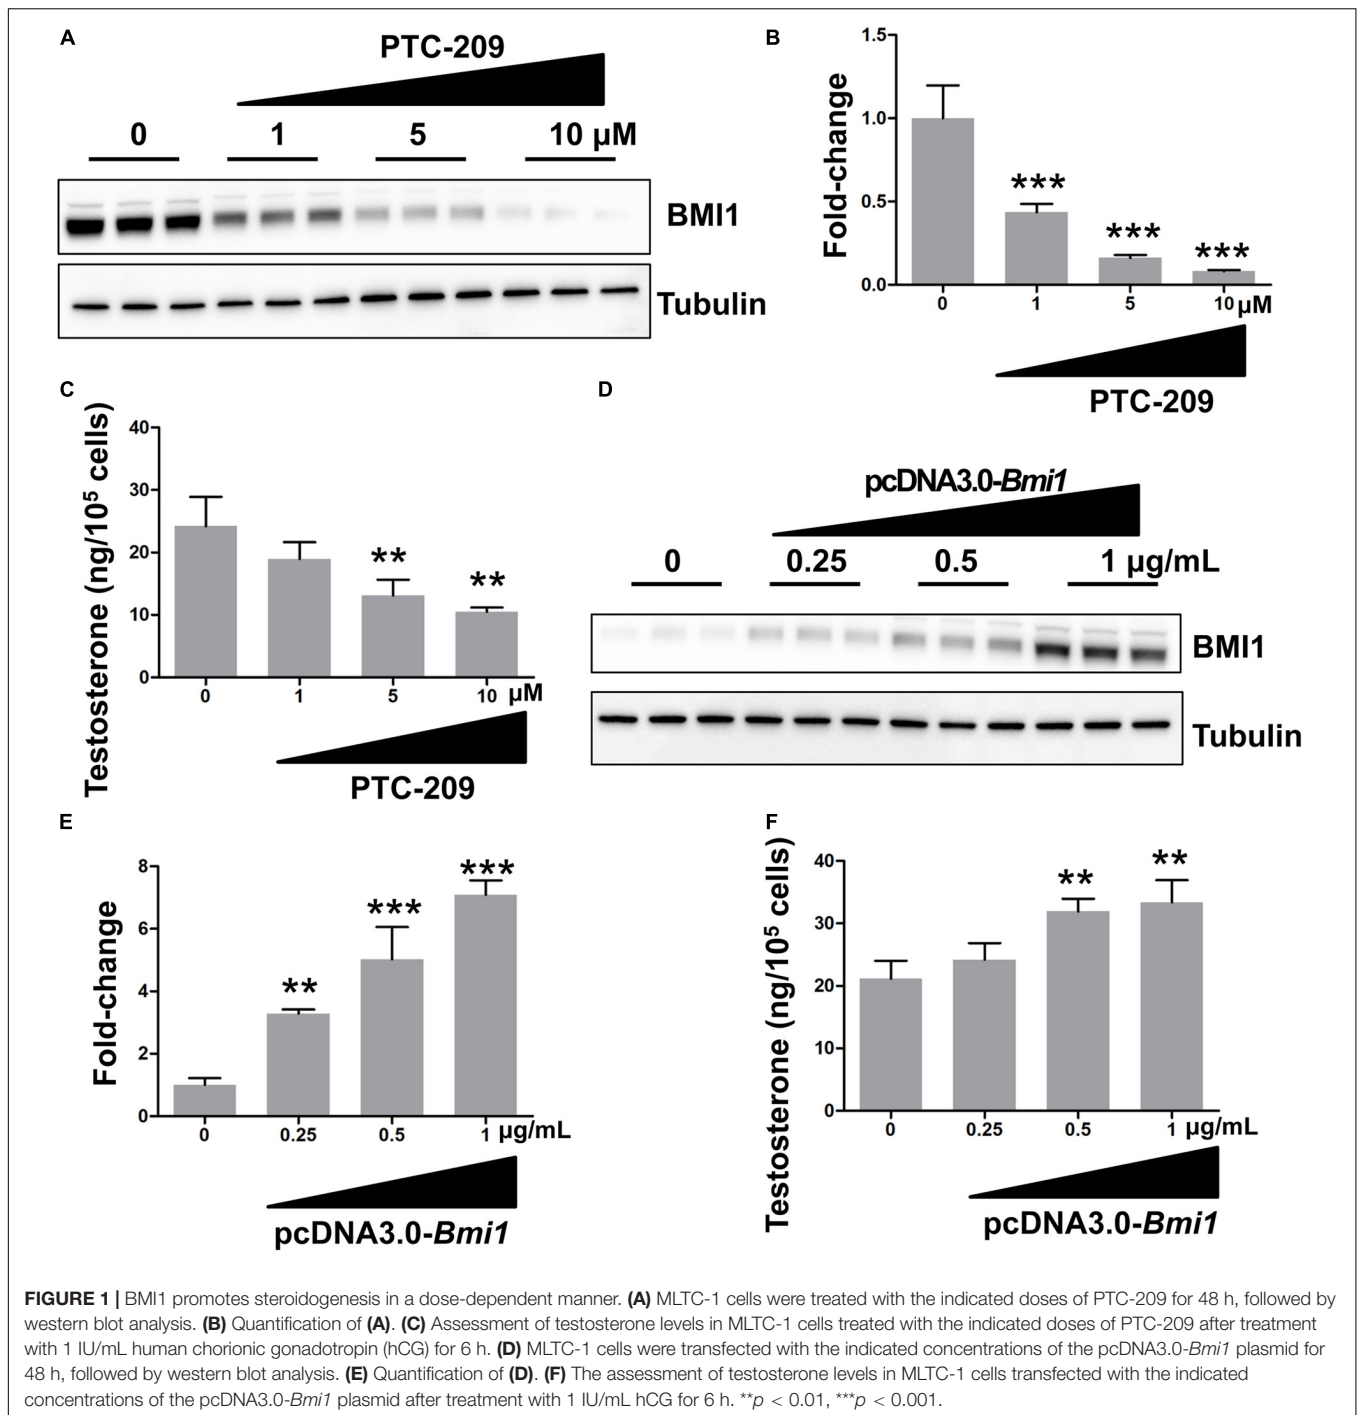 A
PTC-209
0 1 5 10 µM
BMI1
Tubulin
B
Fold-change
1.5
1.0
0.5
0.0
***
***
***
0 1 5 10 µM
PTC-209
C
Testosterone (ng/10⁵ cells)
40
30
20
10
0
**
**
0 1 5 10 µM
PTC-209
D
pcDNA3.0-Bmi1
0 0.25 0.5 1 µg/mL
BMI1
Tubulin
E
Fold-change
8
6
4
2
0
**
***
***
0 0.25 0.5 1 µg/mL
pcDNA3.0-Bmi1
F
Testosterone (ng/10⁵ cells)
40
30
20
10
0
**
**
0 0.25 0.5 1 µg/mL
pcDNA3.0-Bmi1
FIGURE 1 | BMI1 promotes steroidogenesis in a dose-dependent manner. (A) MLTC-1 cells were treated with the indicated doses of PTC-209 for 48 h, followed by
western blot analysis. (B) Quantification of (A). (C) Assessment of testosterone levels in MLTC-1 cells treated with the indicated doses of PTC-209 after treatment
with 1 IU/mL human chorionic gonadotropin (hCG) for 6 h. (D) MLTC-1 cells were transfected with the indicated concentrations of the pcDNA3.0-Bmi1 plasmid for
48 h, followed by western blot analysis. (E) Quantification of (D). (F) The assessment of testosterone levels in MLTC-1 cells transfected with the indicated
concentrations of the pcDNA3.0-Bmi1 plasmid after treatment with 1 IU/mL hCG for 6 h. **p < 0.01, ***p < 0.001.